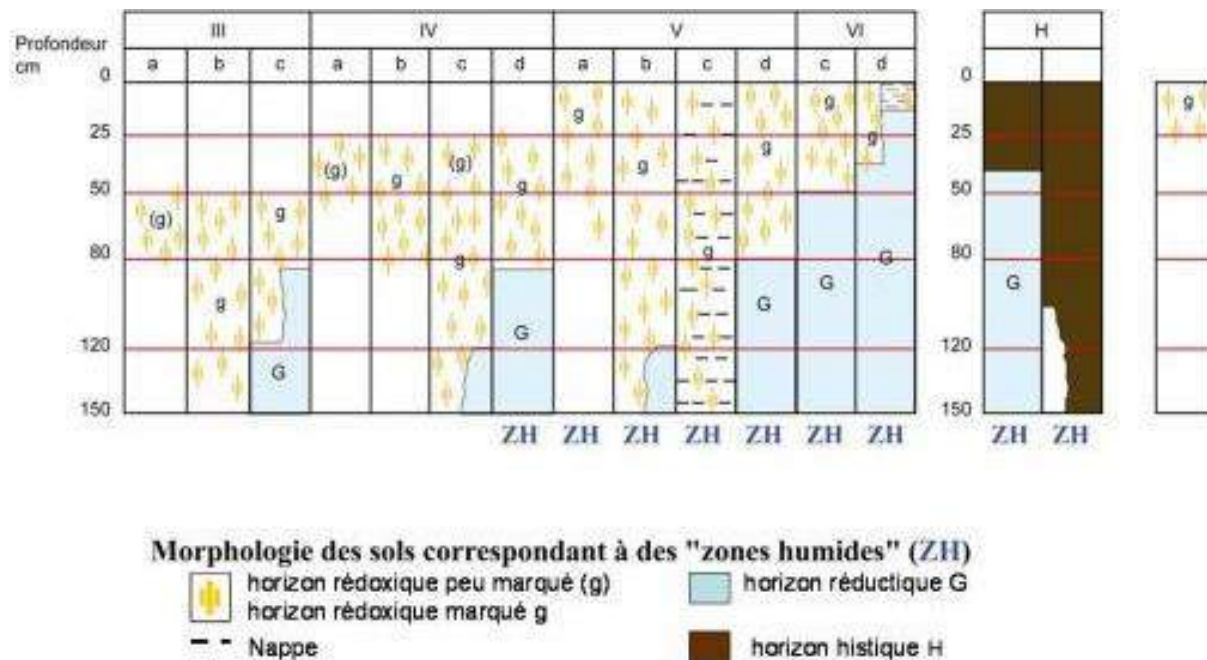 III IV V VI H
Profondeur
cm a b c a b c d a b c d c d
0 0
g g g g
25 25
(g) g (g) g g g g
50 50
(g) g g
80 80
g g g G
g G G G G
120 120
G
150 150
ZH ZH ZH ZH ZH ZH ZH ZH ZH
Morphologie des sols correspondant à des "zones humides" (ZH)
horizon rédoxique peu marqué (g)
horizon réductique G
horizon rédoxique marqué g
Nappe
horizon histique H